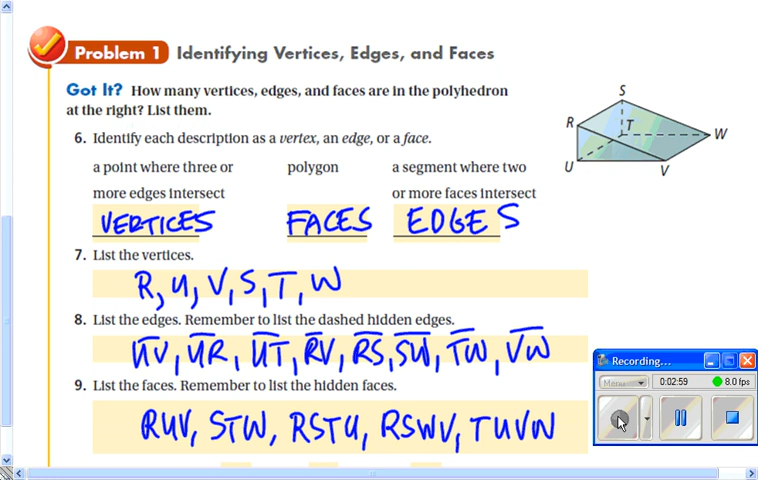 Problem 1 Identifying Vertices, Edges, and Faces
Got It? How many vertices, edges, and faces are in the polyhedron
at the right? List them.
S
R
T
W
U
V
6. Identify each description as a vertex, an edge, or a face.
a point where three or polygon a segment where two
more edges intersect or more faces intersect
VERTICES FACES EDGES
7. List the vertices.
R, U, V, S, T, W
8. List the edges. Remember to list the dashed hidden edges.
UV, UR, UT, RV, RS, SW, TW, VW
9. List the faces. Remember to list the hidden faces.
RUV, STW, RSTU, RSWV, TUVW
Recording...
Menu 0:02:59 8.0 fps